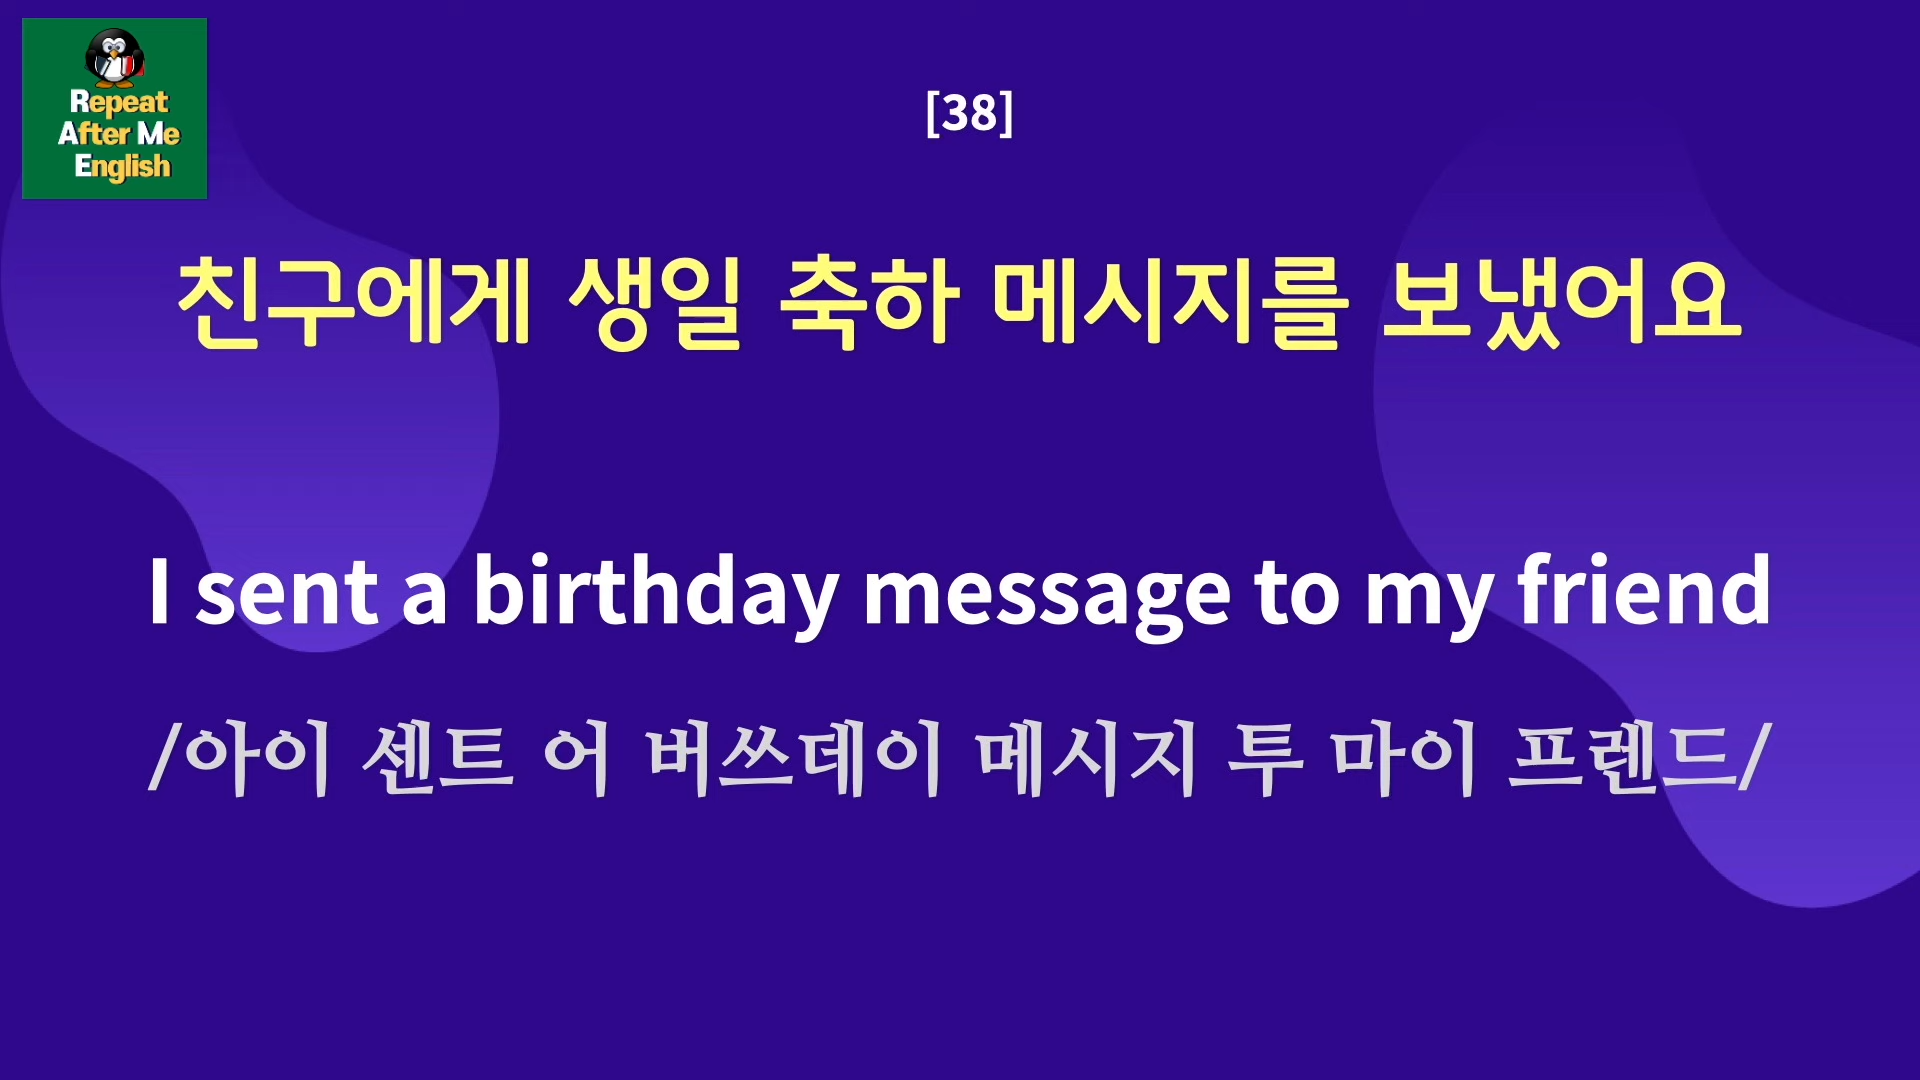 Repeat
After Me
English
[38]
친구에게 생일 축하 메시지를 보냈어요
I sent a birthday message to my friend
/아이 센트 어 버쓰데이 메시지 투 마이 프렌드/